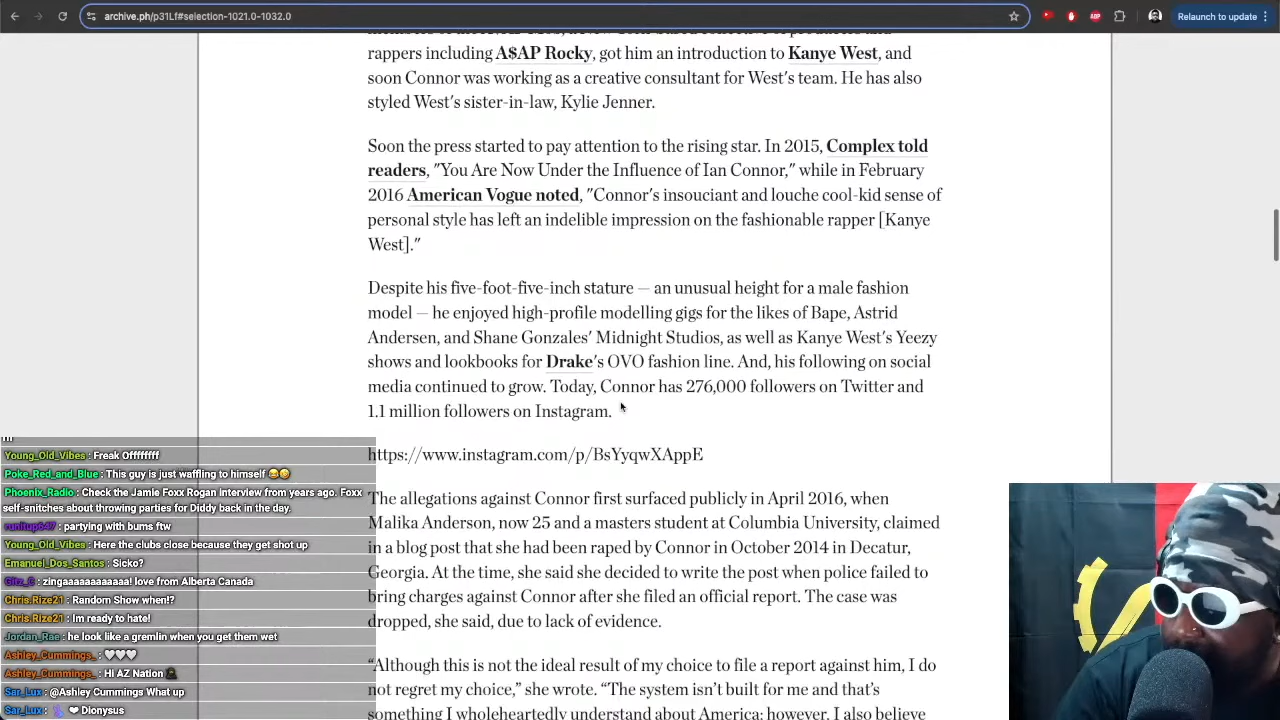 archive.ph/p31Lf#selection-1021.0-1032.0
Relaunch to update
rappers including A$AP Rocky, got him an introduction to Kanye West, and
soon Connor was working as a creative consultant for West's team. He has also
styled West's sister-in-law, Kylie Jenner.
Soon the press started to pay attention to the rising star. In 2015, Complex told
readers, "You Are Now Under the Influence of Ian Connor," while in February
2016 American Vogue noted, "Connor's insouciant and louche cool-kid sense of
personal style has left an indelible impression on the fashionable rapper [Kanye
West]."
Despite his five-foot-five-inch stature — an unusual height for a male fashion
model — he enjoyed high-profile modelling gigs for the likes of Bape, Astrid
Andersen, and Shane Gonzales' Midnight Studios, as well as Kanye West's Yeezy
shows and lookbooks for Drake's OVO fashion line. And, his following on social
media continued to grow. Today, Connor has 276,000 followers on Twitter and
1.1 million followers on Instagram.
https://www.instagram.com/p/BsYyqwXAppE
The allegations against Connor first surfaced publicly in April 2016, when
Malika Anderson, now 25 and a masters student at Columbia University, claimed
in a blog post that she had been raped by Connor in October 2014 in Decatur,
Georgia. At the time, she said she decided to write the post when police failed to
bring charges against Connor after she filed an official report. The case was
dropped, she said, due to lack of evidence.
“Although this is not the ideal result of my choice to file a report against him, I do
not regret my choice,” she wrote. “The system isn't built for me and that's
something I wholeheartedly understand about America; however, I also believe
Young_Old_Vibes : Freak Offfffff
Poke_Red_and_Blue : This guy is just waffling to himself 😂🤣
Phoenix_Radio : Check the Jamie Foxx Rogan interview from years ago. Foxx
self-snitches about throwing parties for Diddy back in the day.
runitup647 : partying with bums ftw
Young_Old_Vibes : Here the clubs close because they get shot up
Emanuel_Dos_Santos : Sicko?
zingaaaaaaaaaaa! love from Alberta Canada
Chris.Rize21 : Random Show when!?
Chris.Rize21 : Im ready to hate!
Jordan_Rae : he look like a gremlin when you get them wet
Ashley_Cummings_ : 🤍🤍🤍
Ashley_Cummings_ : Hi AZ Nation
Sar_Lux : @Ashley Cummings What up
Sar_Lux : ❤ Dionysus